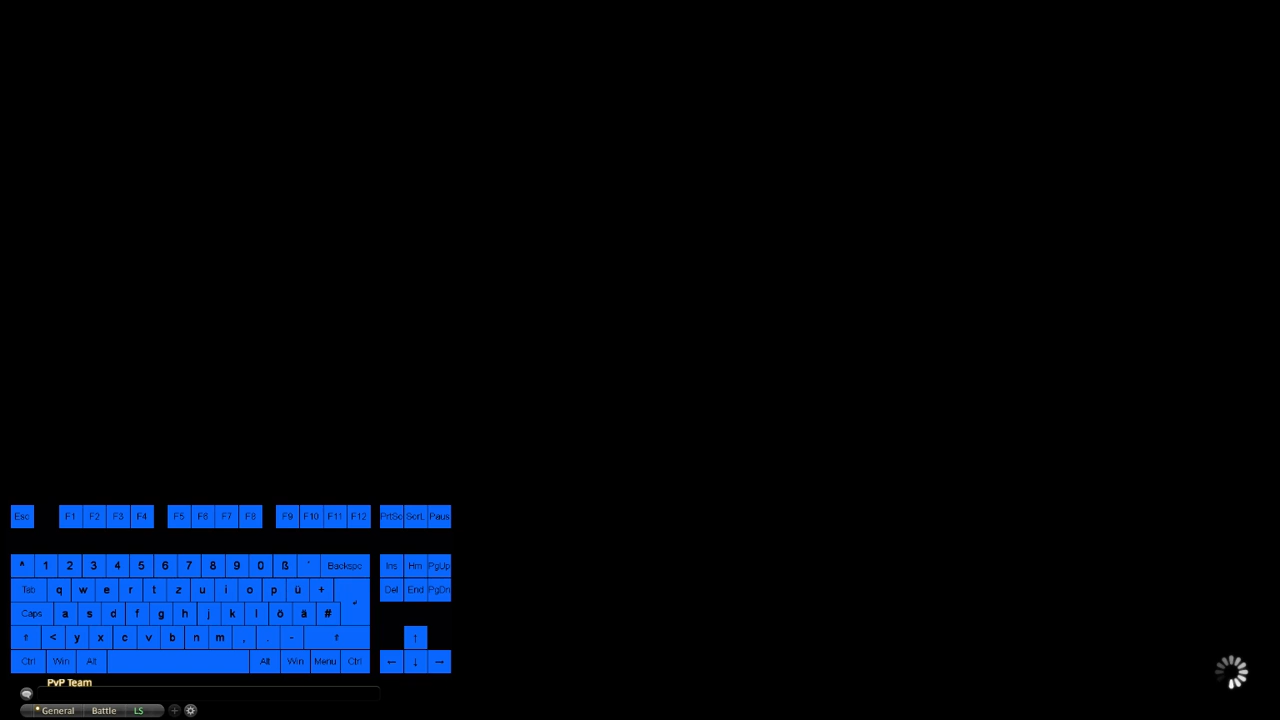 Esc F1 F2 F3 F4 F5 F6 F7 F8 F9 F10 F11 F12 PrtSc ScrL Paus
^ 1 2 3 4 5 6 7 8 9 0 ß ´ Backspc Ins Hm PgUp
Tab q w e r t z u i o p ü + ↵ Del End PgDn
Caps a s d f g h j k l ö ä #
⇧ < y x c v b n m , . - ⇧ ↑
Ctrl Win Alt Alt Win Menu Ctrl ← ↓ →
PvP Team
General Battle LS